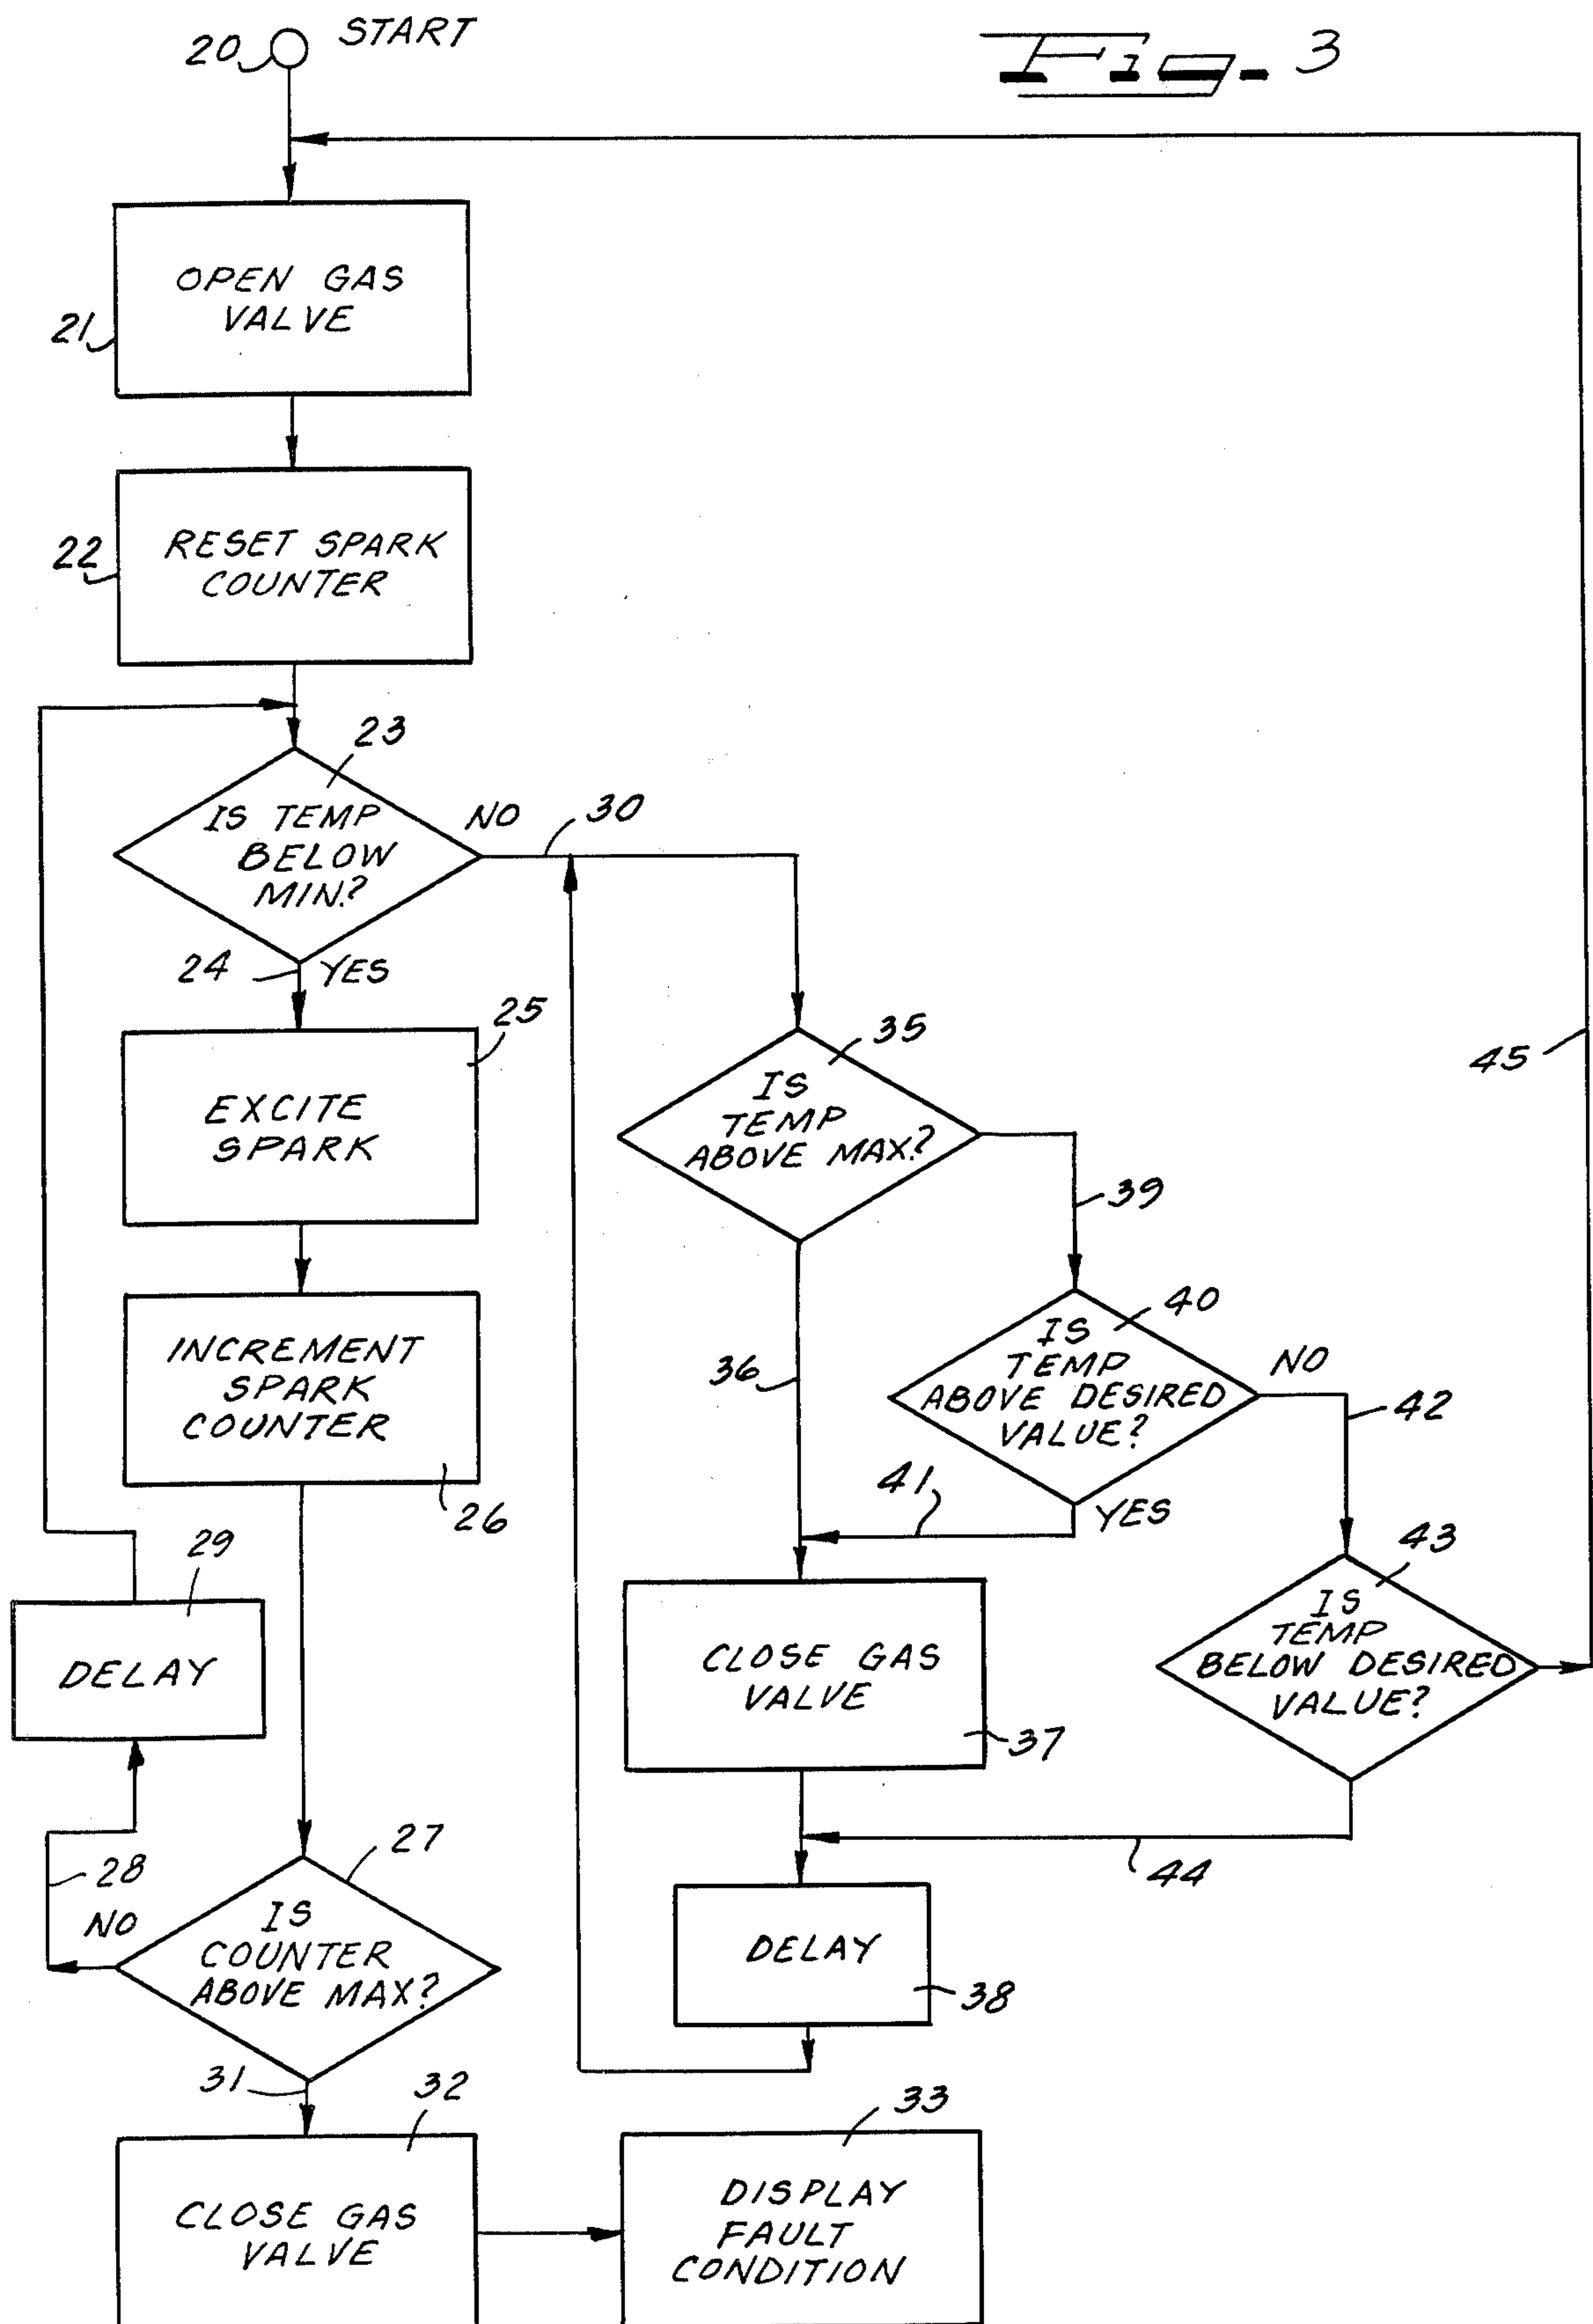 Fig. 3
20 START
OPEN GAS
VALVE
21
RESET SPARK
COUNTER
22
23
IS TEMP
BELOW
MIN.?
NO
30
24
YES
25
EXCITE
SPARK
35
IS
TEMP
ABOVE MAX.?
39
45
INCREMENT
SPARK
COUNTER
26
36
40
IS
TEMP
ABOVE DESIRED
VALUE?
NO
42
41
YES
29
DELAY
43
IS
TEMP
BELOW DESIRED
VALUE?
CLOSE GAS
VALVE
37
28
NO
27
IS
COUNTER
ABOVE MAX?
44
DELAY
38
31
32
CLOSE GAS
VALVE
33
DISPLAY
FAULT
CONDITION